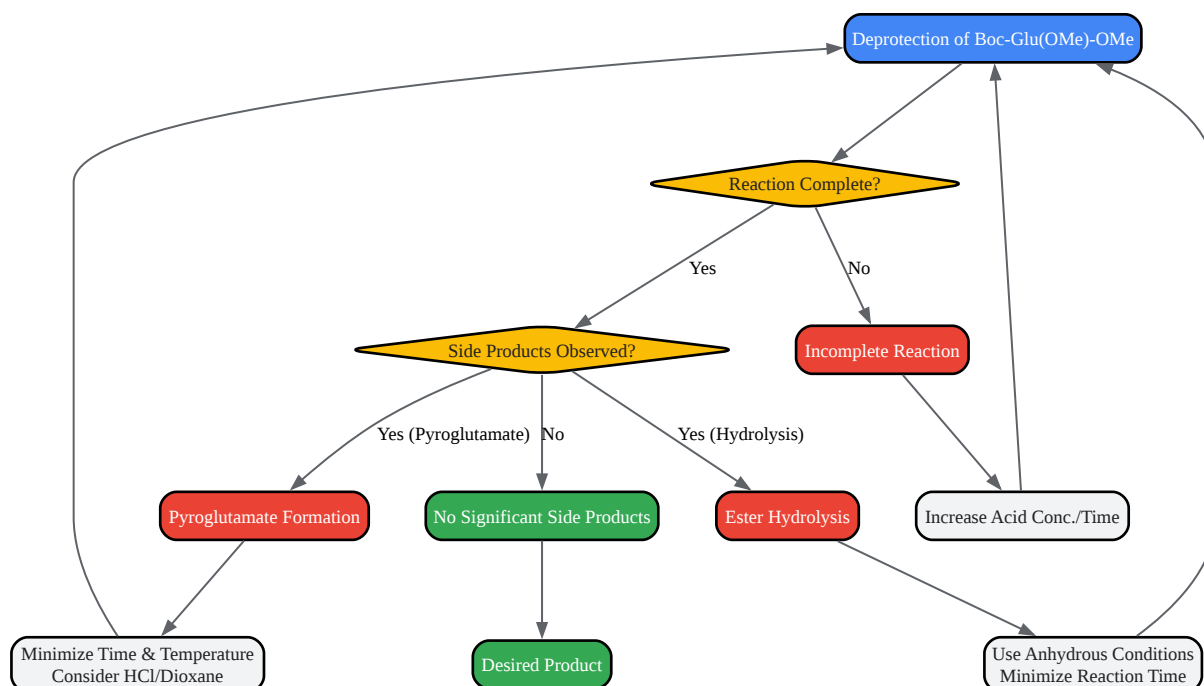 Deprotection of Boc-Glu(OMe)-OMe
Reaction Complete?
Yes
No
Incomplete Reaction
Side Products Observed?
Yes (Pyroglutamate)
No
Yes (Hydrolysis)
Pyroglutamate Formation
No Significant Side Products
Ester Hydrolysis
Increase Acid Conc./Time
Minimize Time & Temperature
Consider HCl/Dioxane
Desired Product
Use Anhydrous Conditions
Minimize Reaction Time